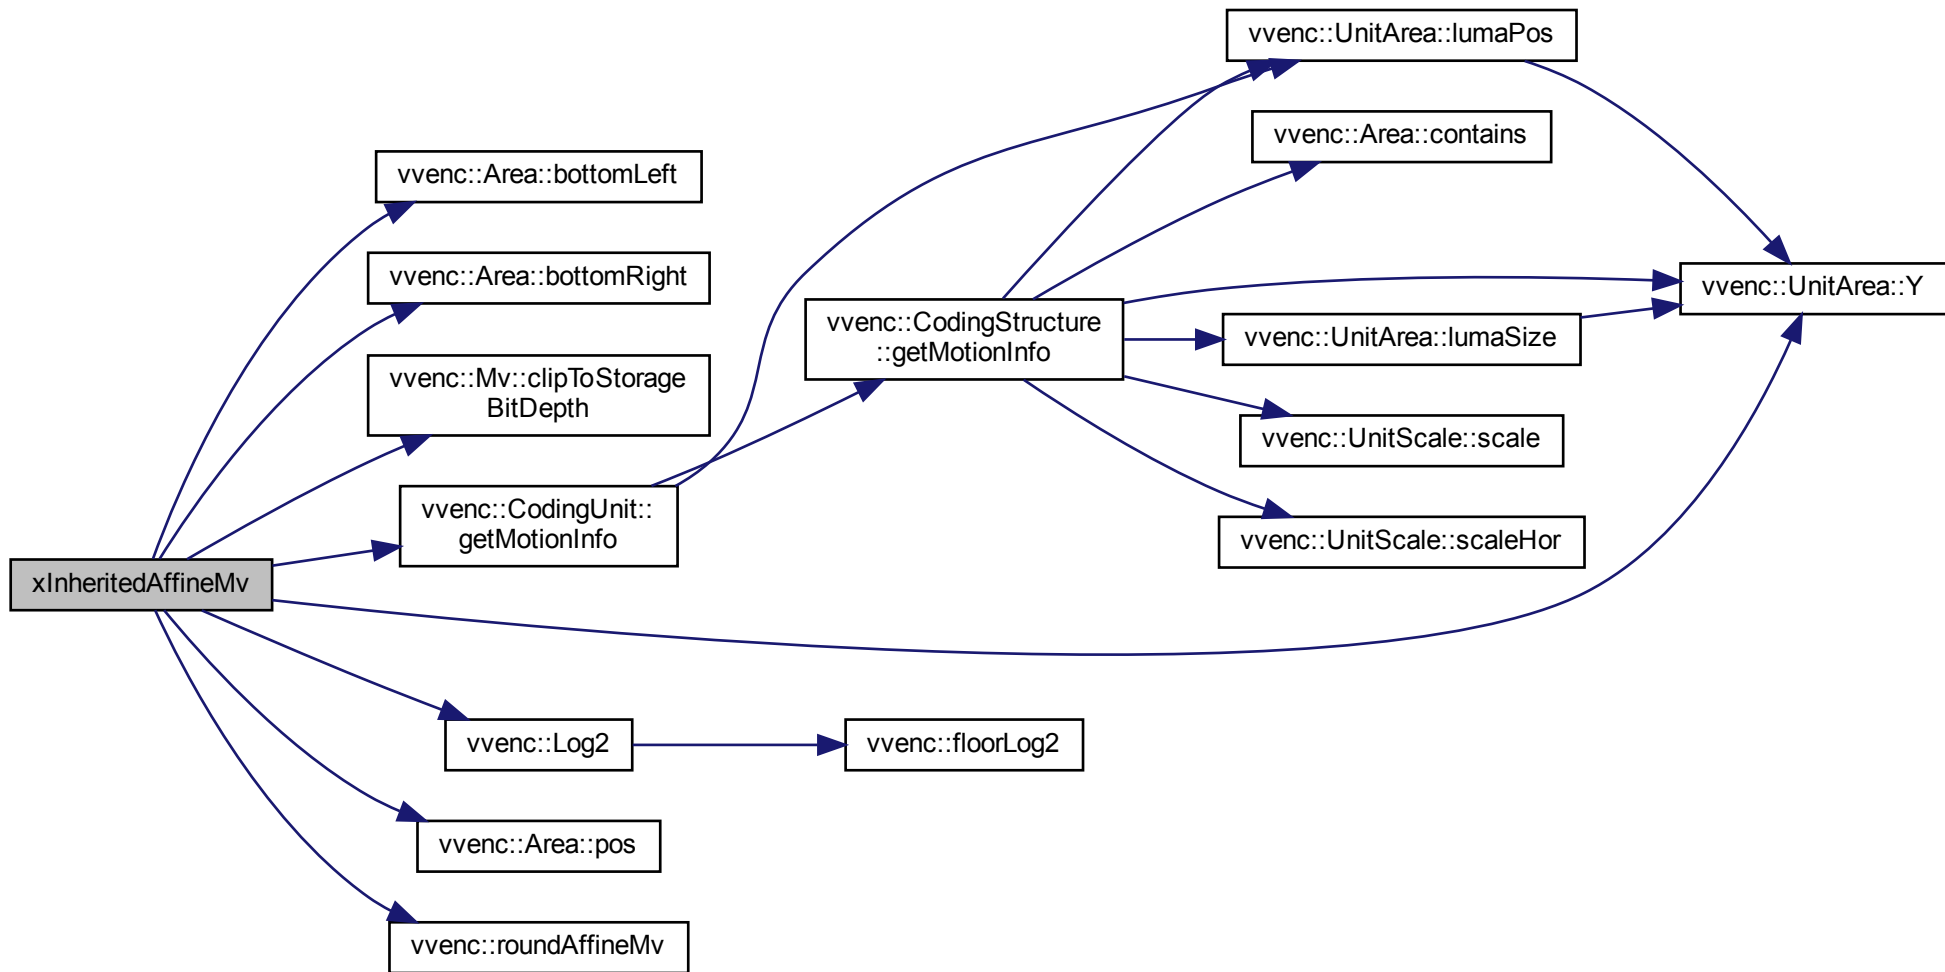 vvenc::UnitArea::lumaPos
vvenc::Area::contains
vvenc::Area::bottomLeft
vvenc::Area::bottomRight
vvenc::UnitArea::Y
vvenc::CodingStructure
::getMotionInfo
vvenc::UnitArea::lumaSize
vvenc::Mv::clipToStorage
BitDepth
vvenc::UnitScale::scale
vvenc::CodingUnit::
getMotionInfo
vvenc::UnitScale::scaleHor
xInheritedAffineMv
vvenc::Log2
vvenc::floorLog2
vvenc::Area::pos
vvenc::roundAffineMv